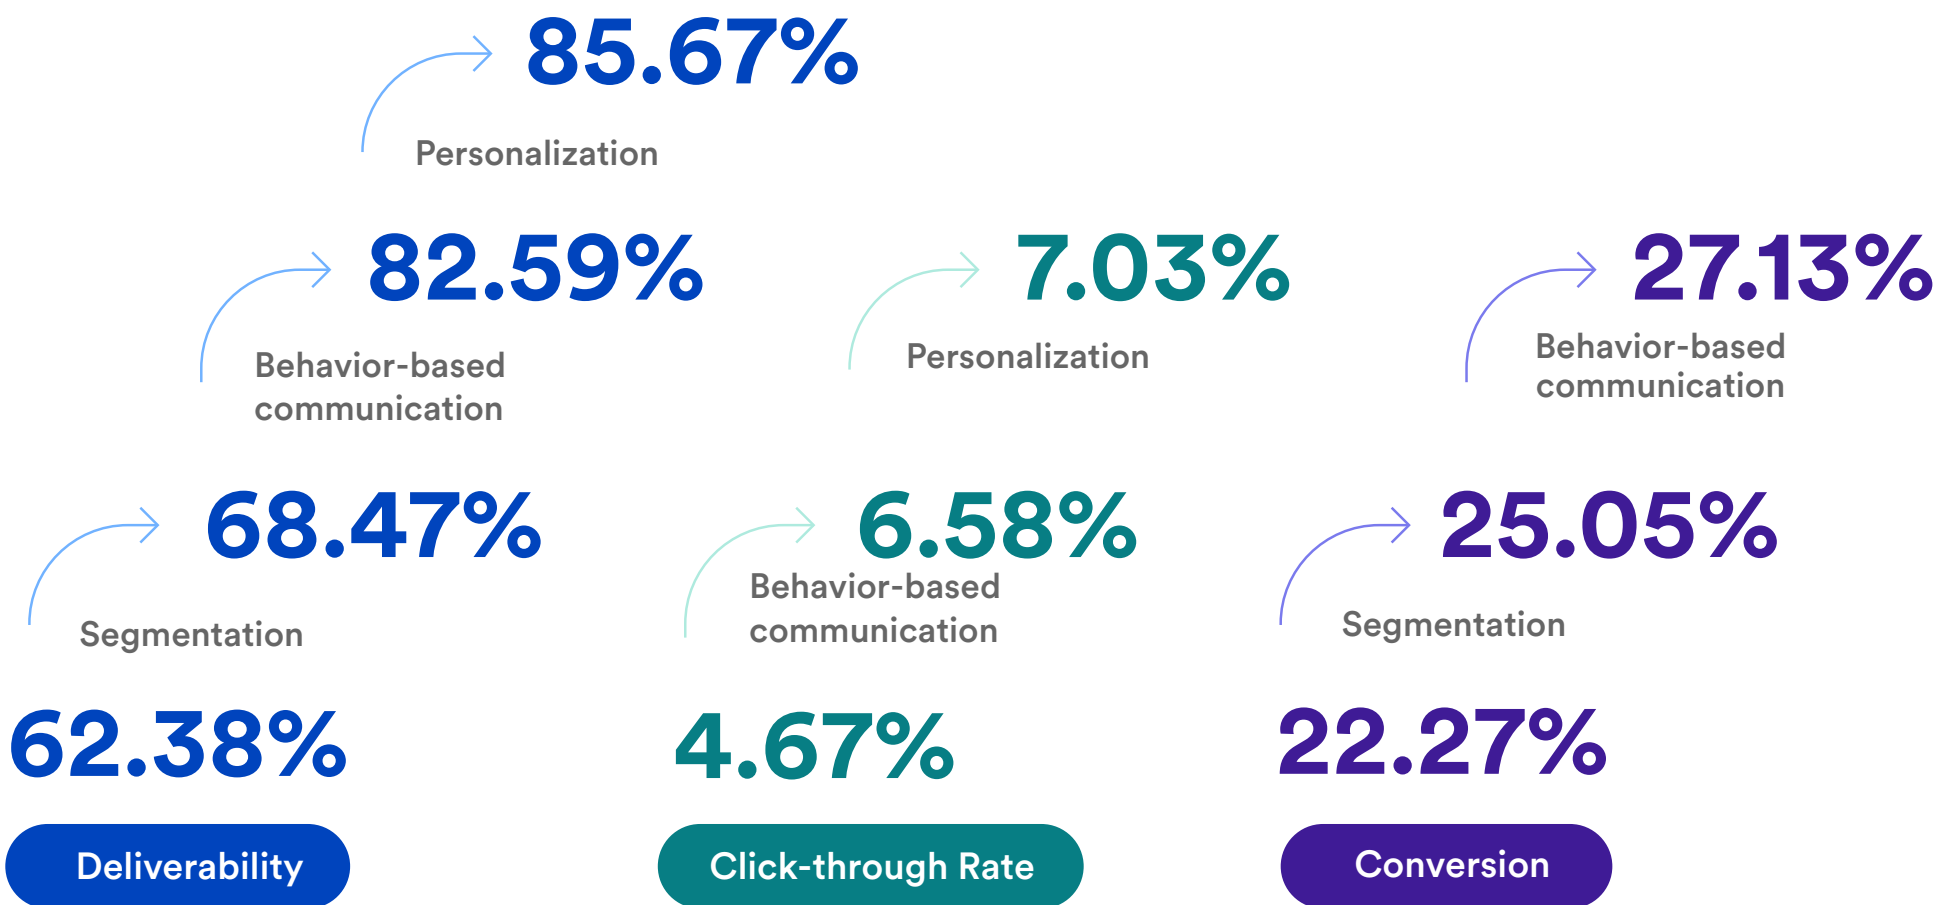 85.67%
Personalization
82.59%
Behavior-based
communication
68.47%
Segmentation
62.38%
Deliverability
7.03%
Personalization
6.58%
Behavior-based
communication
4.67%
Click-through Rate
27.13%
Behavior-based
communication
25.05%
Segmentation
22.27%
Conversion